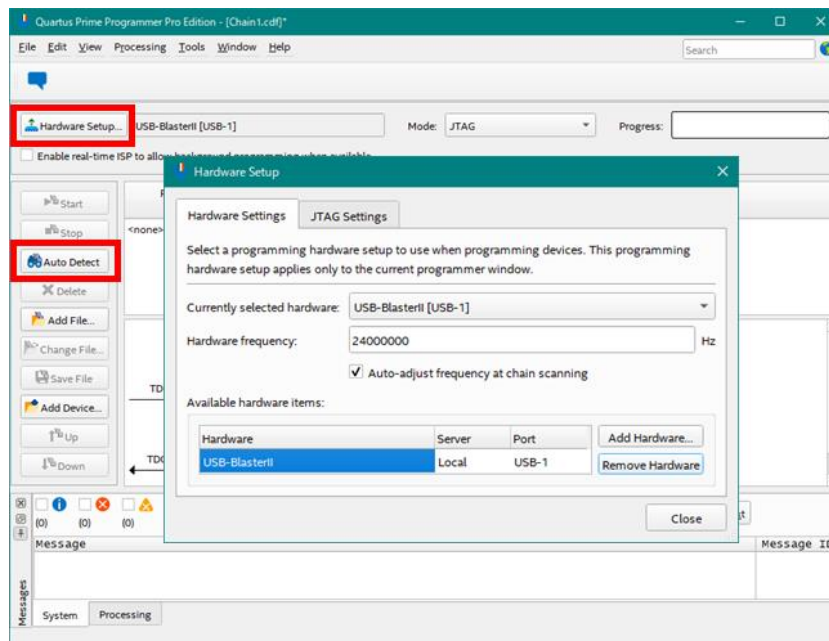 Quartus Prime Programmer Pro Edition - [Chain1.cdf]*
File Edit View Processing Tools Window Help
Search
Hardware Setup... USB-BlasterII [USB-1] Mode: JTAG Progress:
Enable real-time ISP to allow background programming when available
Hardware Setup
Start
Stop
<none>
Auto Detect
Delete
Add File...
Change File...
Save File
Add Device...
Up
Down
Hardware Settings JTAG Settings
Select a programming hardware setup to use when programming devices. This programming
hardware setup applies only to the current programmer window.
Currently selected hardware: USB-BlasterII [USB-1]
Hardware frequency: 24000000 Hz
Auto-adjust frequency at chain scanning
Available hardware items:
Hardware Server Port
USB-BlasterII Local USB-1
Add Hardware...
Remove Hardware
Close
(0) (0) (0)
Message Message ID
Messages
System Processing